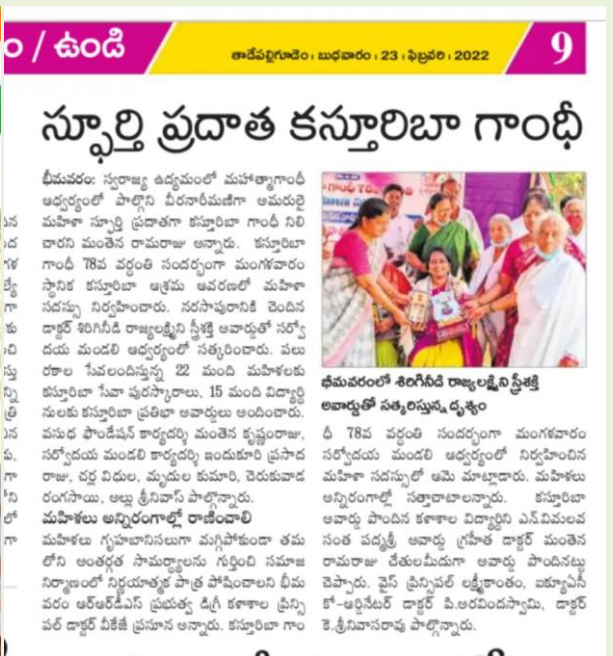 ం / ఉండి
తాడేపల్లిగూడెం। బుధవారం । 23 । ఫిబ్రవరి । 2022
9
స్ఫూర్తి ప్రదాత కస్తూరిబా గాంధీ
భీమవరం: స్వరాజ్య ఉద్యమంలో మహాత్మాగాంధీ
ఆధ్వర్యంలో పాల్గొని వీరనారీమణిగా అమరులై
మహిళా స్ఫూర్తి ప్రదాతగా కస్తూరిబా గాంధీ నిలి
చారని మంతెన రామరాజు అన్నారు. కస్తూరిబా
గాంధీ 78వ వర్ధంతి సందర్భంగా మంగళవారం
స్థానిక కస్తూరిబా ఆశ్రమ ఆవరణలో మహిళా
సదస్సు నిర్వహించారు. నరసాపురానికి చెందిన
డాక్టర్ శిరిగినీడి రాజ్యలక్ష్మిని స్త్రీశక్తి అవార్డుతో సర్వో
దయ మండలి ఆధ్వర్యంలో సత్కరించారు. పలు
రకాల సేవలందిస్తున్న 22 మంది మహిళలకు
కస్తూరిబా సేవా పురస్కారాలు, 15 మంది విద్యార్థి
నులకు కస్తూరిబా ప్రతిభా అవార్డులు అందించారు.
వసుధ ఫౌండేషన్ కార్యదర్శి మంతెన కృష్ణంరాజు,
సర్వోదయ మండలి కార్యదర్శి ఇందుకూరి ప్రసాద
రాజు, చర్ల విధుల, మృదుల కుమారి, చెరుకువాడ
రంగసాయి, అల్లు శ్రీనివాస్ పాల్గొన్నారు.
మహిళలు అన్నిరంగాల్లో రాణించాలి
మహిళలు గృహబానిసలుగా మగ్గిపోకుండా తమ
లోని అంతర్గత సామర్థ్యాలను గుర్తించి సమాజ
నిర్మాణంలో నిర్ణయాత్మక పాత్ర పోషించాలని భీమ
వరం ఆర్ఆర్డీఎస్ ప్రభుత్వ డిగ్రీ కళాశాల ప్రిన్సి
పల్ డాక్టర్ వీకేజే ప్రసూన అన్నారు. కస్తూరిబా గాం
భీమవరంలో శిరిగినీడి రాజ్యలక్ష్మిని స్త్రీశక్తి
అవార్డుతో సత్కరిస్తున్న దృశ్యం
ధీ 78వ వర్ధంతి సందర్భంగా మంగళవారం
సర్వోదయ మండలి ఆధ్వర్యంలో నిర్వహించిన
మహిళా సదస్సులో ఆమె మాట్లాడారు. మహిళలు
అన్నిరంగాల్లో సత్తాచాటాలన్నారు. కస్తూరిబా
అవార్డు పొందిన కళాశాల విద్యార్థిని ఎన్.విమలవ
సంత పద్మశ్రీ అవార్డు గ్రహీత డాక్టర్ మంతెన
రామరాజు చేతులమీదుగా అవార్డు పొందినట్టు
చెప్పారు. వైస్ ప్రిన్సిపల్ లక్ష్మీకాంతం, ఐక్యూఏసీ
కో-ఆర్డినేటర్ డాక్టర్ పి.అరవిందస్వామి, డాక్టర్
కె.శ్రీనివాసరావు పాల్గొన్నారు.